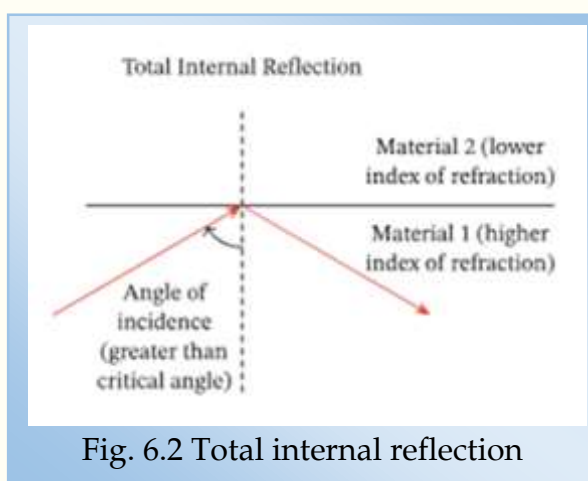 Total Internal Reflection
Material 2 (lower
index of refraction)
Material 1 (higher
index of refraction)
Angle of
incidence
(greater than
critical angle)
Fig. 6.2 Total internal reflection